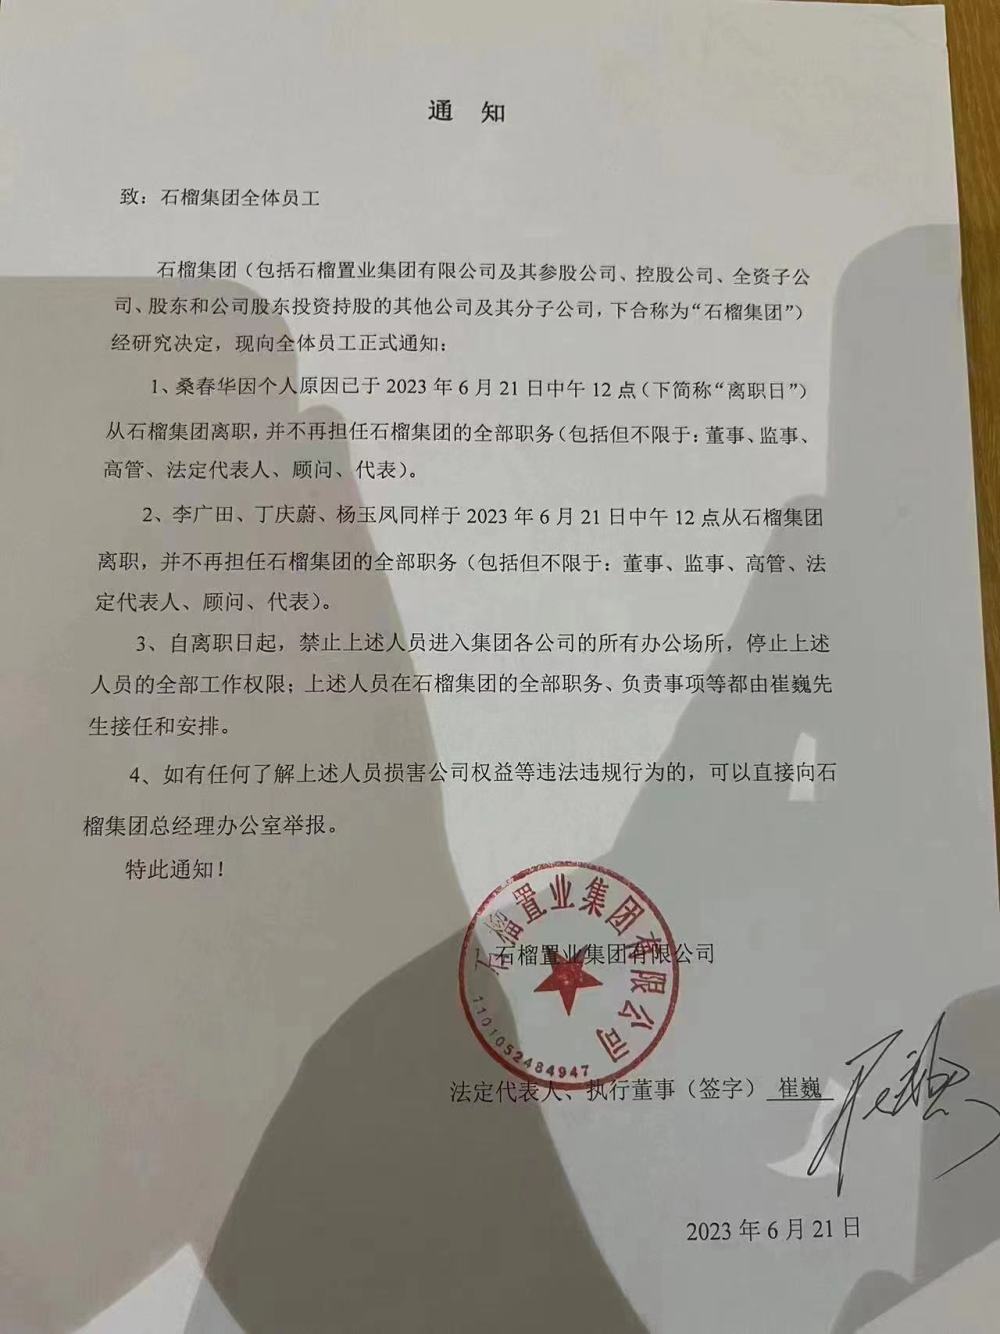 通 知
致：石榴集团全体员工
石榴集团（包括石榴置业集团有限公司及其参股公司、控股公司、全资子公
司、股东和公司股东投资持股的其他公司及其分子公司，下合称为“石榴集团”）
经研究决定，现向全体员工正式通知：
1、桑春华因个人原因已于 2023 年 6 月 21 日中午 12 点（下简称“离职日”）
从石榴集团离职，并不再担任石榴集团的全部职务（包括但不限于：董事、监事、
高管、法定代表人、顾问、代表）。
2、李广田、丁庆蔚、杨玉凤同样于 2023 年 6 月 21 日中午 12 点从石榴集团
离职，并不再担任石榴集团的全部职务（包括但不限于：董事、监事、高管、法
定代表人、顾问、代表）。
3、自离职日起，禁止上述人员进入集团各公司的所有办公场所，停止上述
人员的全部工作权限；上述人员在石榴集团的全部职务、负责事项等都由崔巍先
生接任和安排。
4、如有任何了解上述人员损害公司权益等违法违规行为的，可以直接向石
榴集团总经理办公室举报。
特此通知！
石榴置业集团有限公司
石榴置业集团有限公司
1101052484947
法定代表人、执行董事（签字） 崔巍
2023 年 6 月 21 日